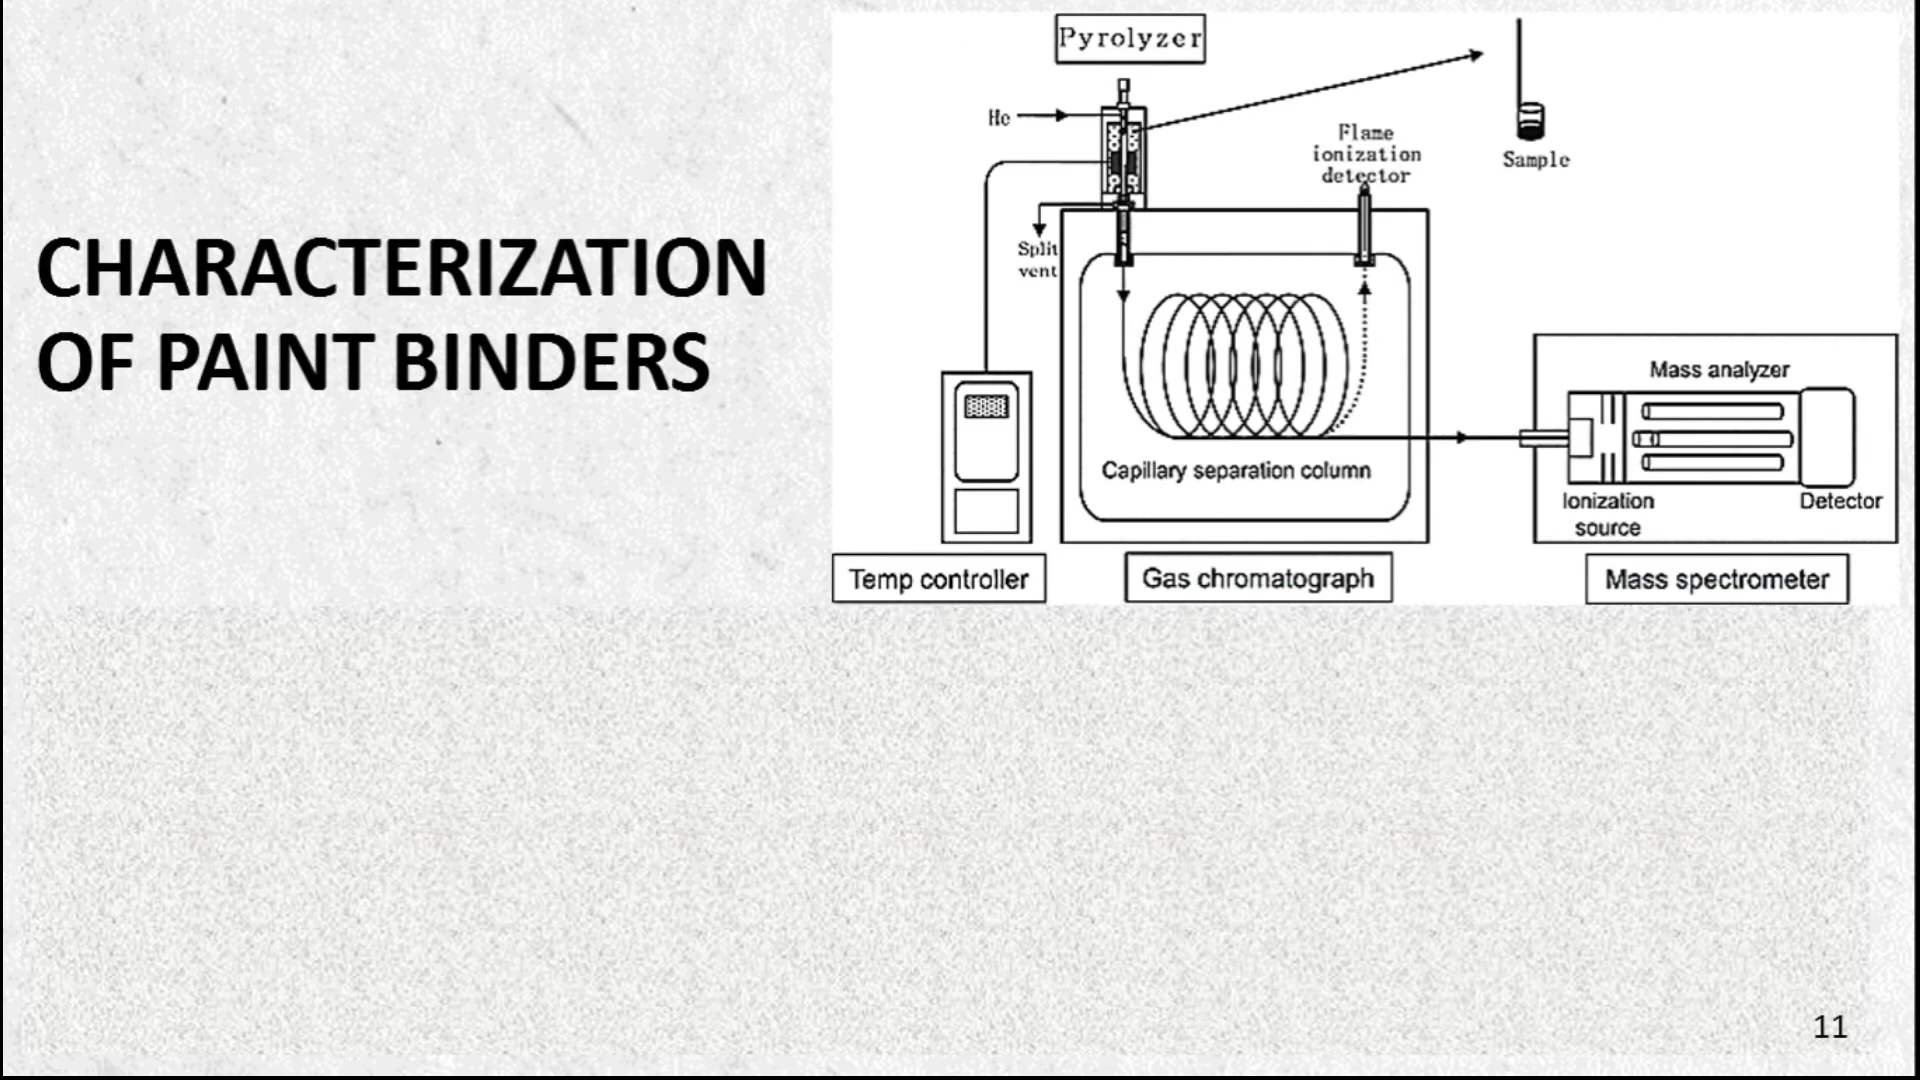 CHARACTERIZATION
OF PAINT BINDERS
Pyrolyzer
He
Split
vent
Flame
ionization
detector
Sample
Capillary separation column
Mass analyzer
Ionization
source
Detector
Temp controller
Gas chromatograph
Mass spectrometer
11